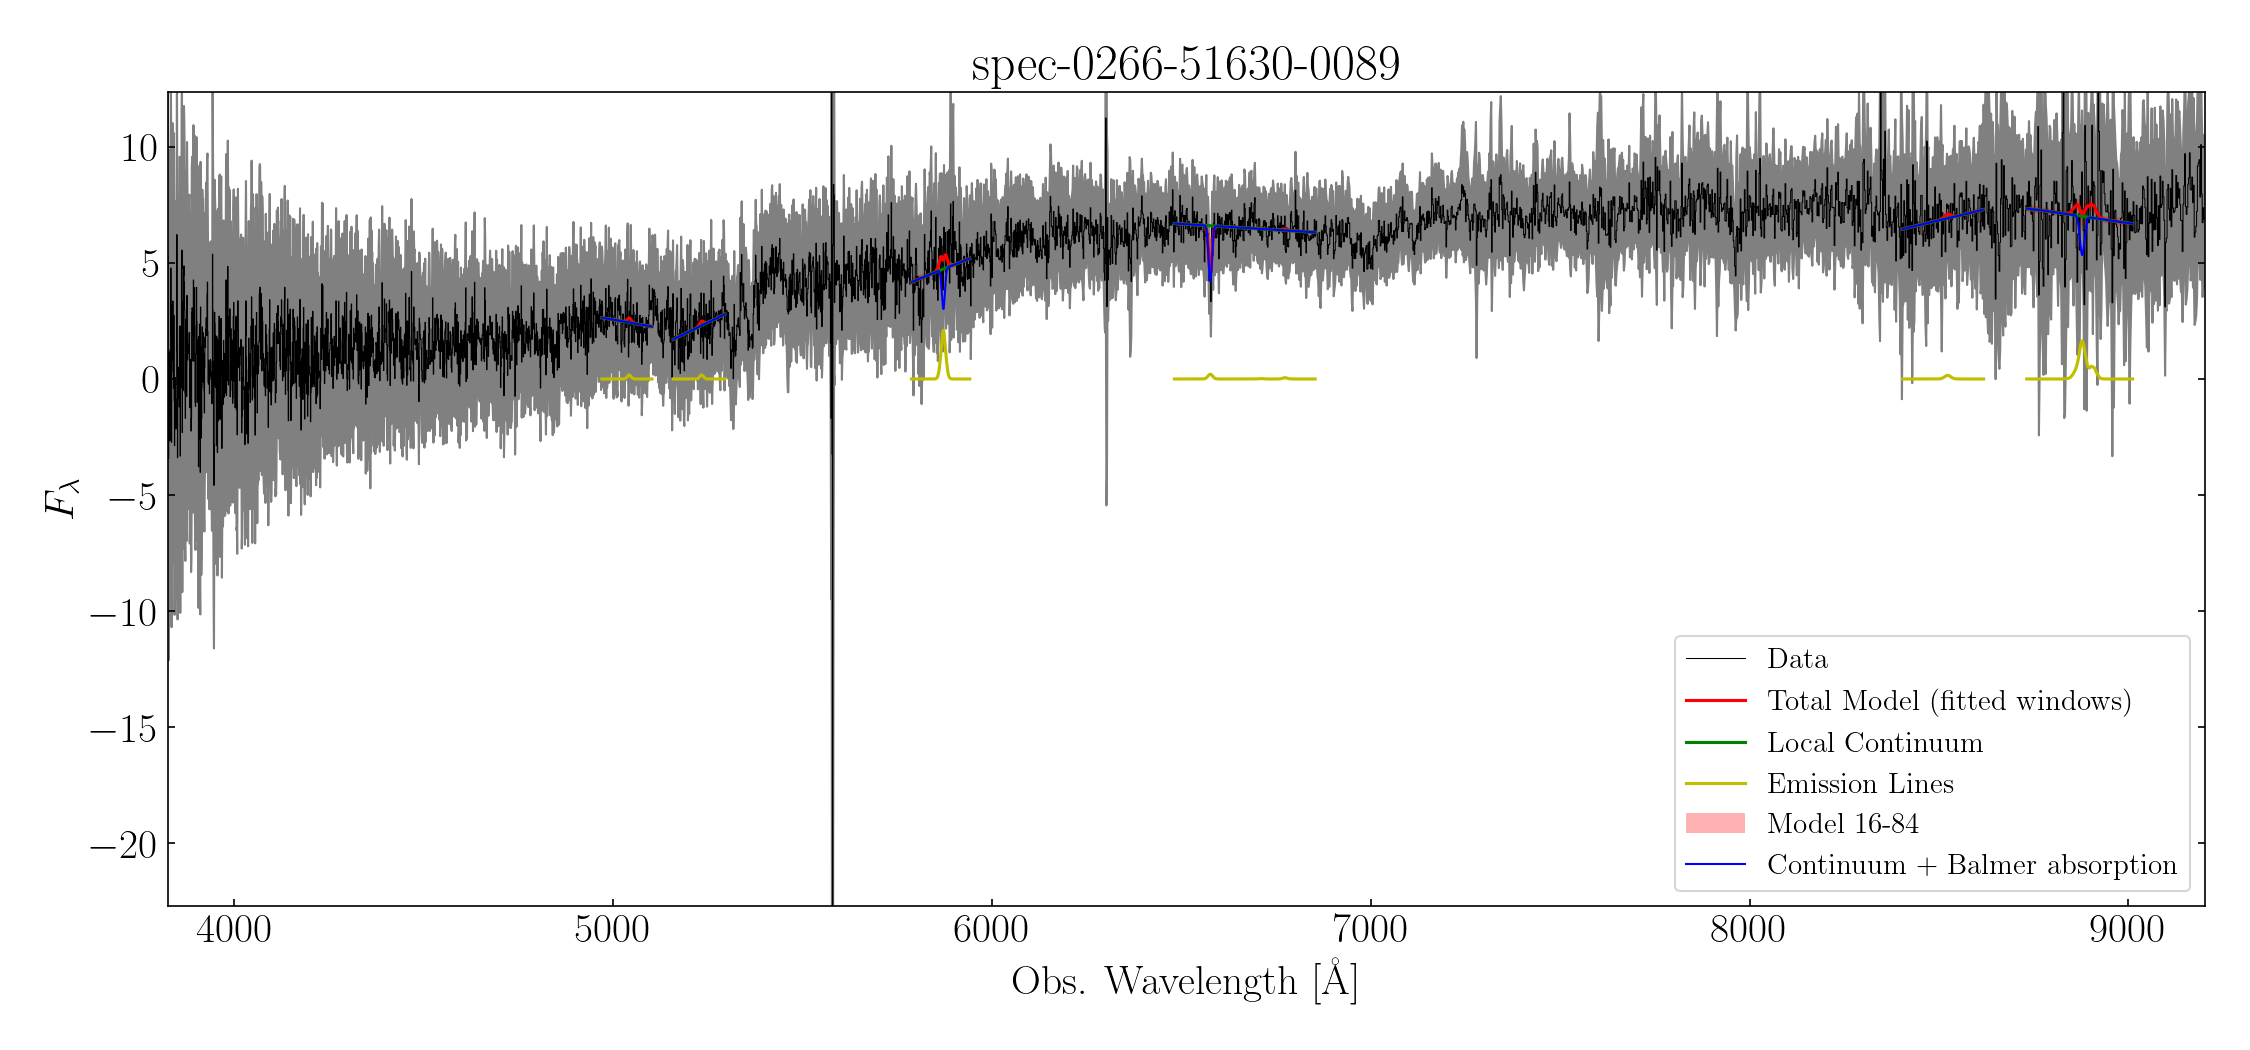 spec-0266-51630-0089
10
5
0
−5
−10
−15
−20
F_λ
4000 5000 6000 7000 8000 9000
Obs. Wavelength [Å]
Data
Total Model (fitted windows)
Local Continuum
Emission Lines
Model 16-84
Continuum + Balmer absorption